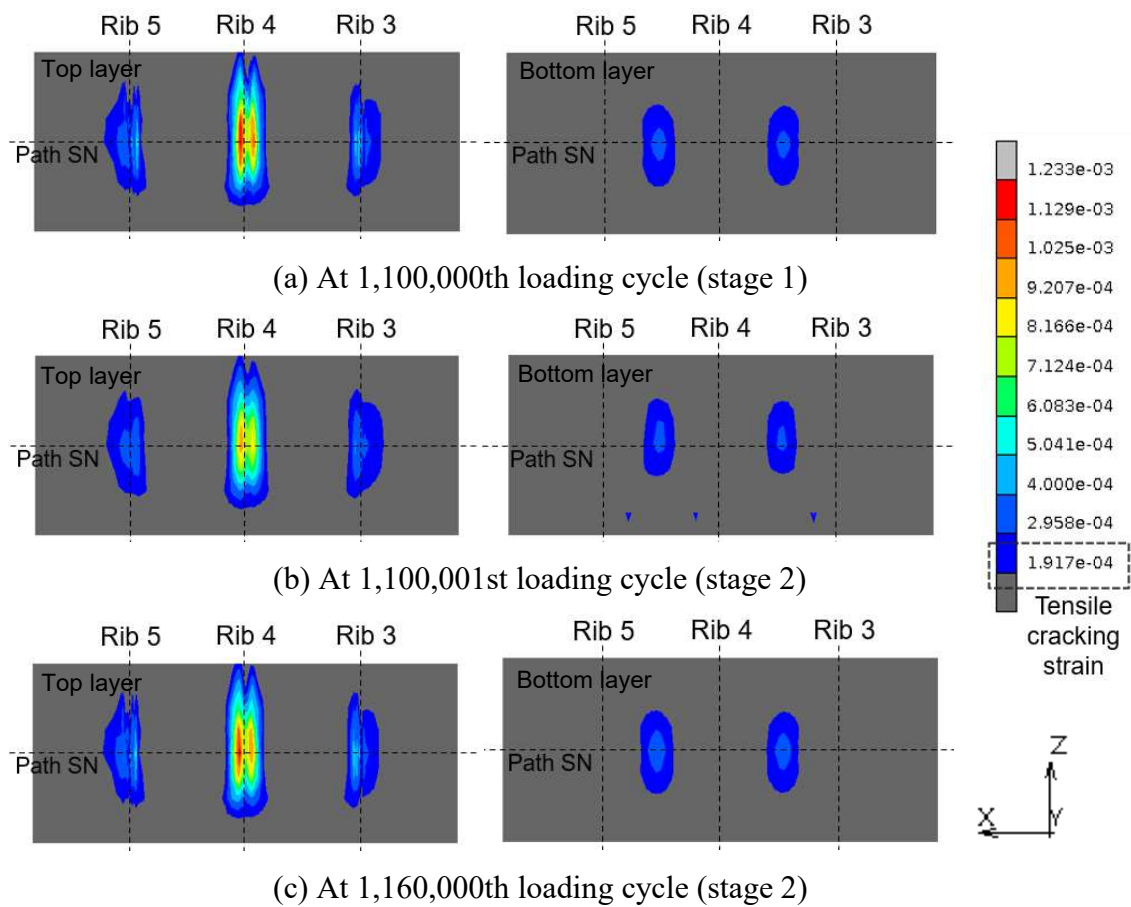 Rib 5 Rib 4 Rib 3 Rib 5 Rib 4 Rib 3
Top layer Bottom layer
Path SN Path SN
(a) At 1,100,000th loading cycle (stage 1)
Rib 5 Rib 4 Rib 3 Rib 5 Rib 4 Rib 3
Top layer Bottom layer
Path SN Path SN
(b) At 1,100,001st loading cycle (stage 2)
Rib 5 Rib 4 Rib 3 Rib 5 Rib 4 Rib 3
Top layer Bottom layer
Path SN Path SN
(c) At 1,160,000th loading cycle (stage 2)
1.233e-03
1.129e-03
1.025e-03
9.207e-04
8.166e-04
7.124e-04
6.083e-04
5.041e-04
4.000e-04
2.958e-04
1.917e-04
Tensile
cracking
strain
Z
X Y